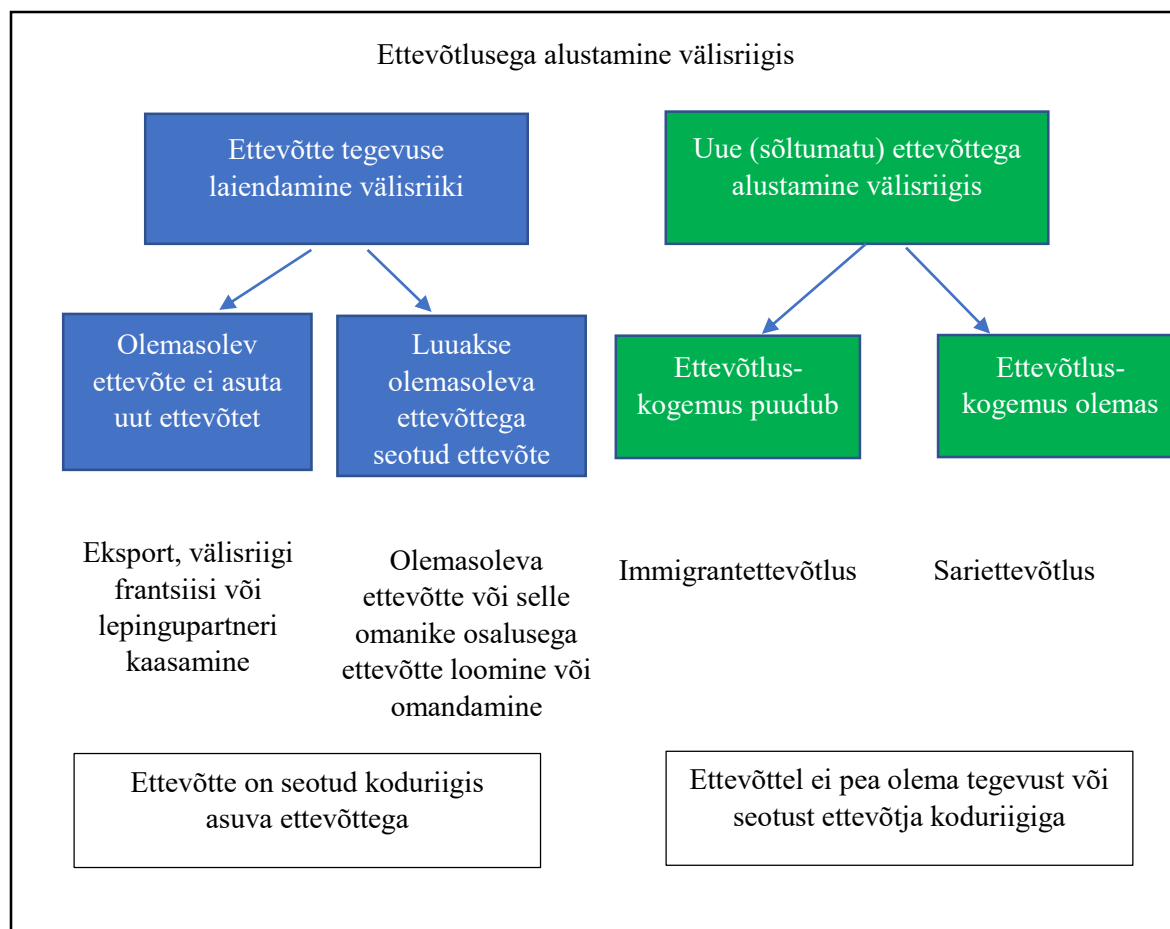 Ettevõtlusega alustamine välisriigis
Ettevõtte tegevuse
laiendamine välisriiki
Uue (sõltumatu) ettevõttega
alustamine välisriigis
Olemasolev
ettevõte ei asuta
uut ettevõtet
Luuakse
olemasoleva
ettevõttega
seotud ettevõte
Ettevõtlus-
kogemus puudub
Ettevõtlus-
kogemus olemas
Eksport, välisriigi
frantsiisi või
lepingupartneri
kaasamine
Olemasoleva
ettevõtte või selle
omanike osalusega
ettevõtte loomine või
omandamine
Immigrantettevõtlus
Sariettevõtlus
Ettevõtte on seotud koduriigis
asuva ettevõttega
Ettevõttel ei pea olema tegevust või
seotust ettevõtja koduriigiga